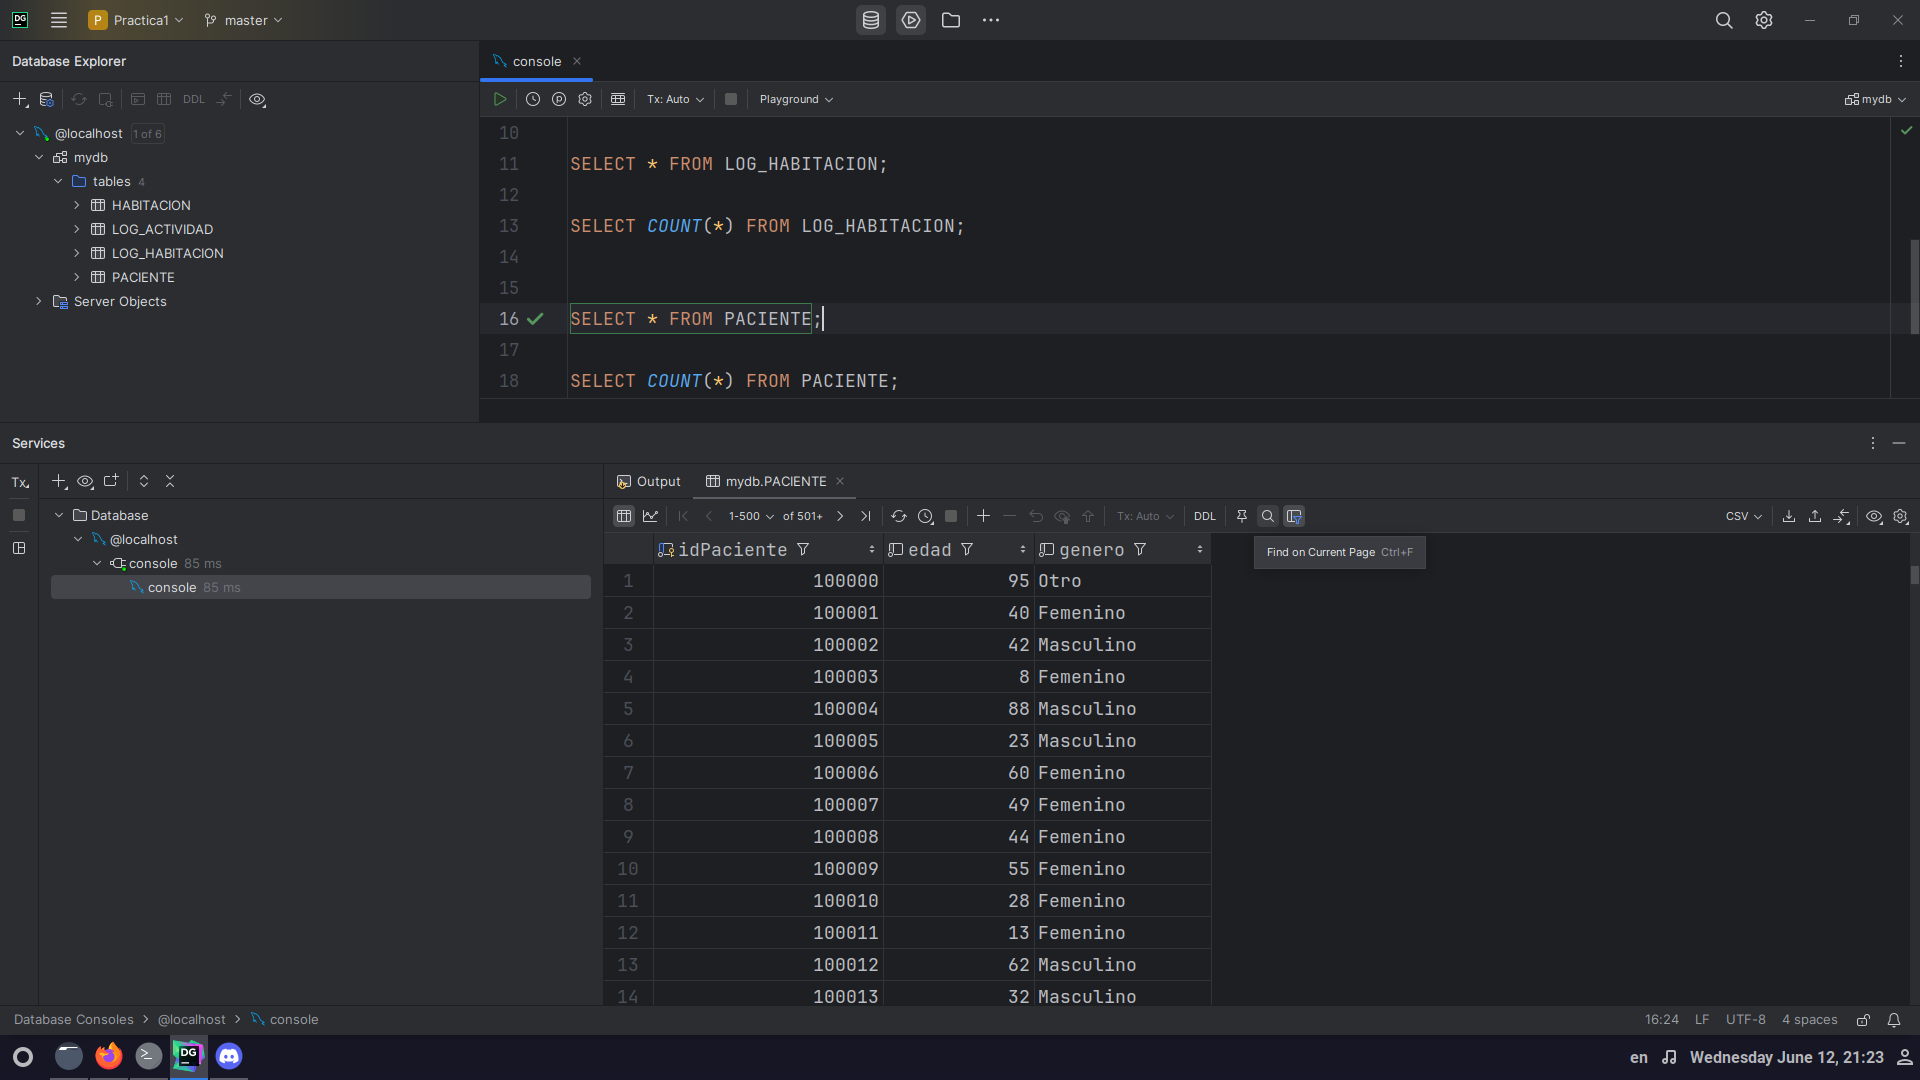 DG P Practica1 master
Database Explorer
console
DDL
Tx: Auto Playground mydb
@localhost 1 of 6
mydb
tables 4
HABITACION
LOG_ACTIVIDAD
LOG_HABITACION
PACIENTE
Server Objects
10
11 SELECT * FROM LOG_HABITACION;
12
13 SELECT COUNT(*) FROM LOG_HABITACION;
14
15
16 SELECT * FROM PACIENTE;
17
18 SELECT COUNT(*) FROM PACIENTE;
Services
Tx
Database
@localhost
console 85 ms
console 85 ms
Output mydb.PACIENTE
1-500 of 501+ Tx: Auto DDL CSV
Find on Current Page Ctrl+F
idPaciente edad genero
1 100000 95 Otro
2 100001 40 Femenino
3 100002 42 Masculino
4 100003 8 Femenino
5 100004 88 Masculino
6 100005 23 Masculino
7 100006 60 Femenino
8 100007 49 Femenino
9 100008 44 Femenino
10 100009 55 Femenino
11 100010 28 Femenino
12 100011 13 Femenino
13 100012 62 Masculino
14 100013 32 Masculino
Database Consoles > @localhost > console
16:24 LF UTF-8 4 spaces
DG
en Wednesday June 12, 21:23